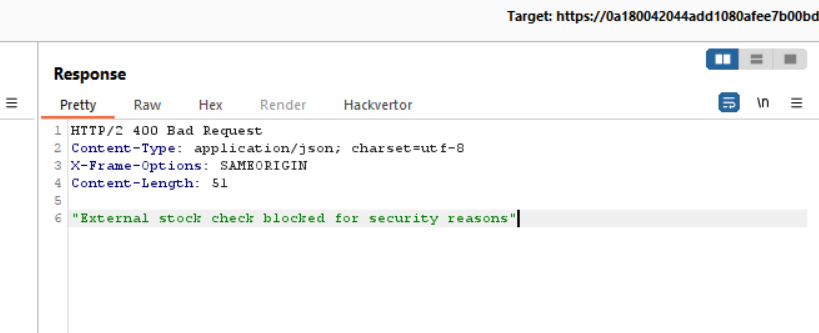 Target: https://0a180042044add1080afee7b00bd
Response
Pretty Raw Hex Render Hackvertor \n
1 HTTP/2 400 Bad Request
2 Content-Type: application/json; charset=utf-8
3 X-Frame-Options: SAMEORIGIN
4 Content-Length: 51
5
6 "External stock check blocked for security reasons"